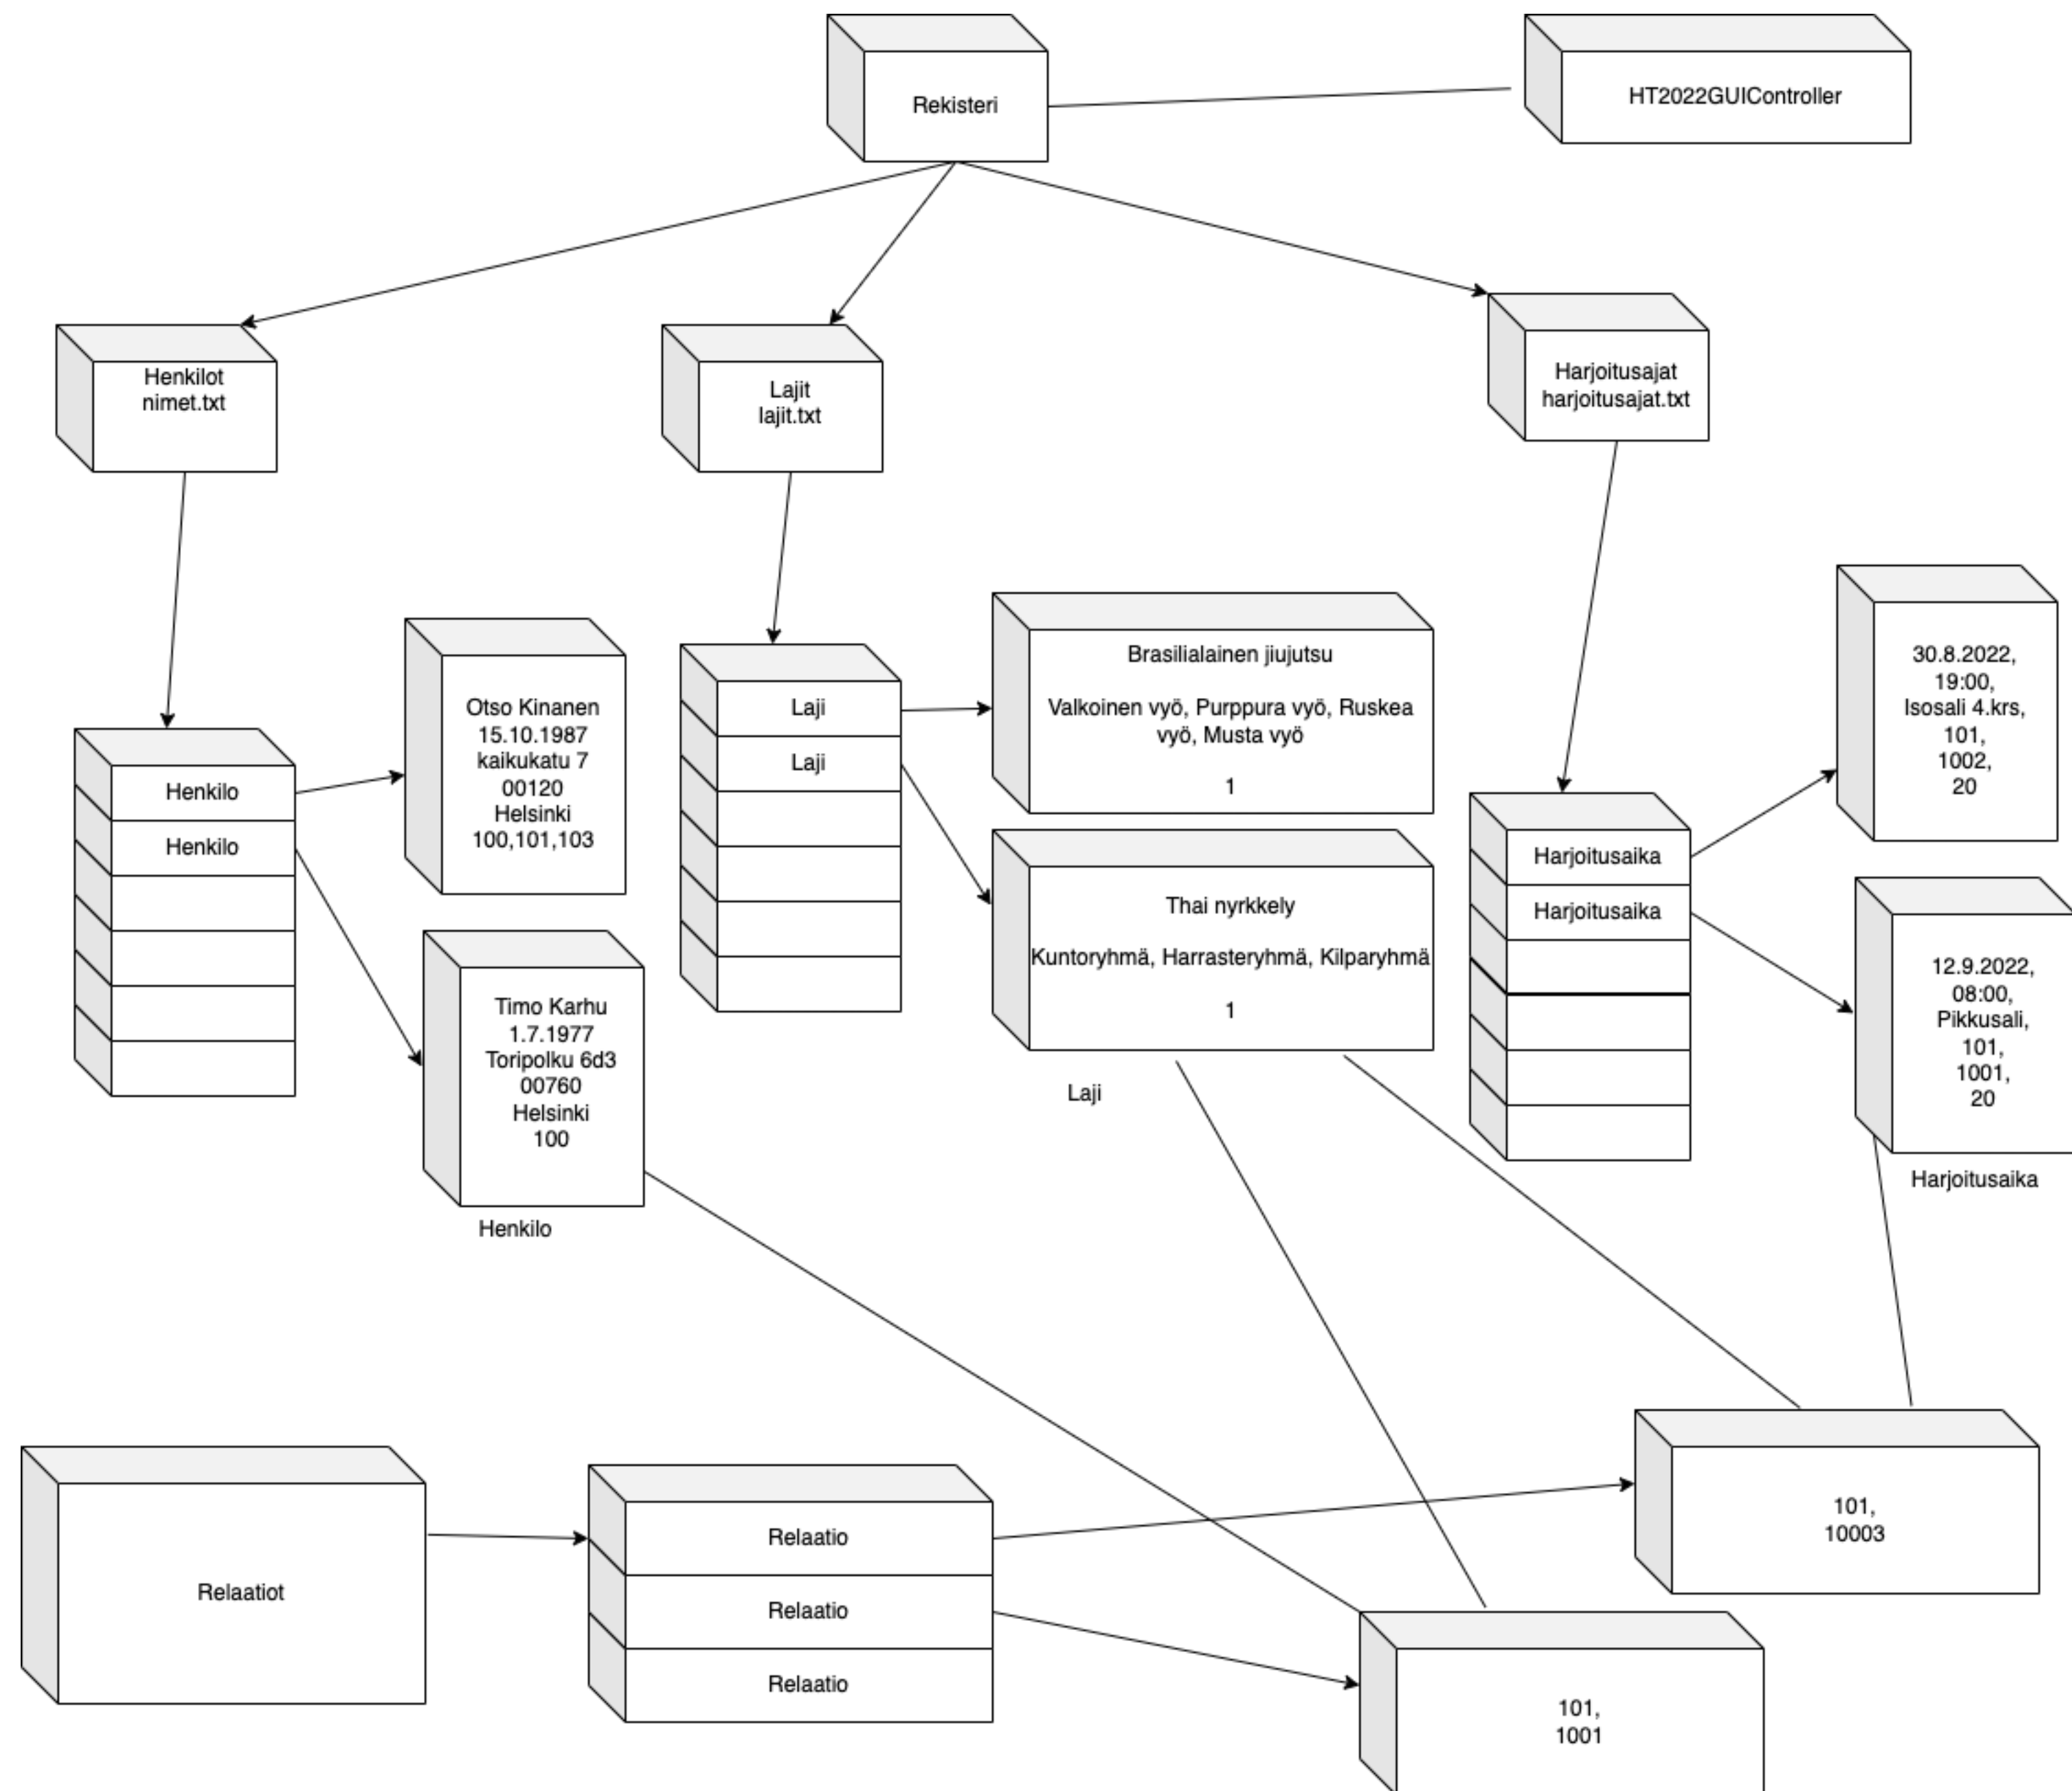 Rekisteri
HT2022GUIController
Henkilot
nimet.txt
Lajit
lajit.txt
Harjoitusajat
harjoitusajat.txt
Henkilo
Henkilo
Otso Kinanen
15.10.1987
kaikukatu 7
00120
Helsinki
100,101,103
Timo Karhu
1.7.1977
Toripolku 6d3
00760
Helsinki
100
Henkilo
Laji
Laji
Brasilialainen jiujutsu
Valkoinen vyö, Purppura vyö, Ruskea
vyö, Musta vyö
1
Thai nyrkkely
Kuntoryhmä, Harrasteryhmä, Kilparyhmä
1
Laji
Harjoitusaika
Harjoitusaika
30.8.2022,
19:00,
Isosali 4.krs,
101,
1002,
20
12.9.2022,
08:00,
Pikkusali,
101,
1001,
20
Harjoitusaika
Relaatiot
Relaatio
Relaatio
Relaatio
101,
10003
101,
1001